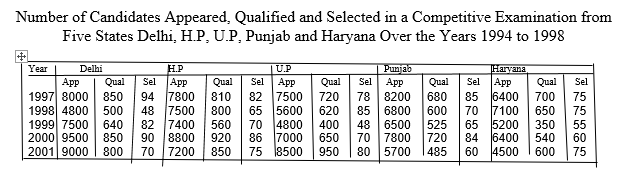 Number of Candidates Appeared, Qualified and Selected in a Competitive Examination from
Five States Delhi, H.P, U.P, Punjab and Haryana Over the Years 1994 to 1998
Year Delhi H.P U.P Punjab Haryana
App Qual Sel App Qual Sel App Qual Sel App Qual Sel App Qual Sel
1997 8000 850 94 7800 810 82 7500 720 78 8200 680 85 6400 700 75
1998 4800 500 48 7500 800 65 5600 620 85 6800 600 70 7100 650 75
1999 7500 640 82 7400 560 70 4800 400 48 6500 525 65 5200 350 55
2000 9500 850 90 8800 920 86 7000 650 70 7800 720 84 6400 540 60
2001 9000 800 70 7200 850 75 8500 950 80 5700 485 60 4500 600 75